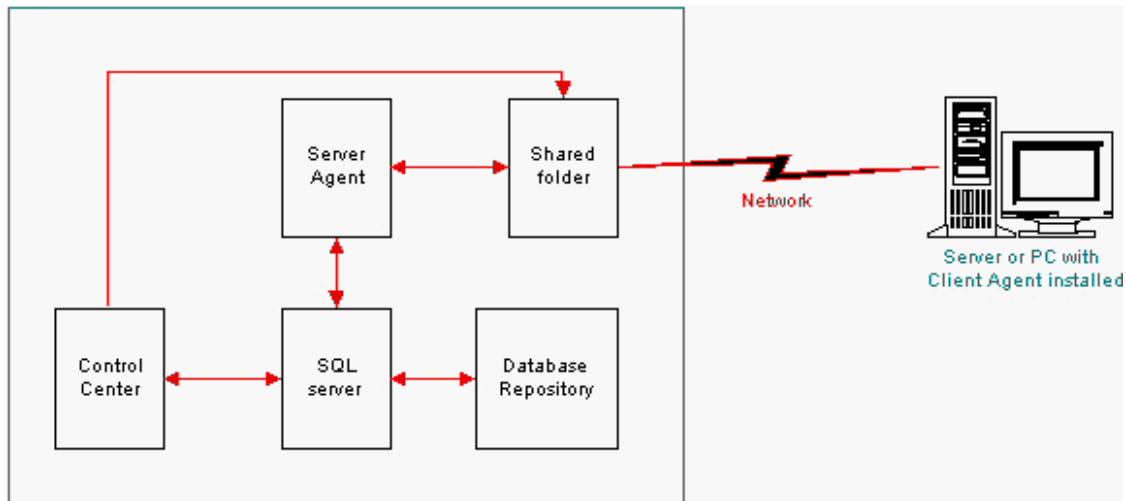 Server
Agent
Shared
folder
Network
Server or PC with
Client Agent installed
Control
Center
SQL
server
Database
Repository